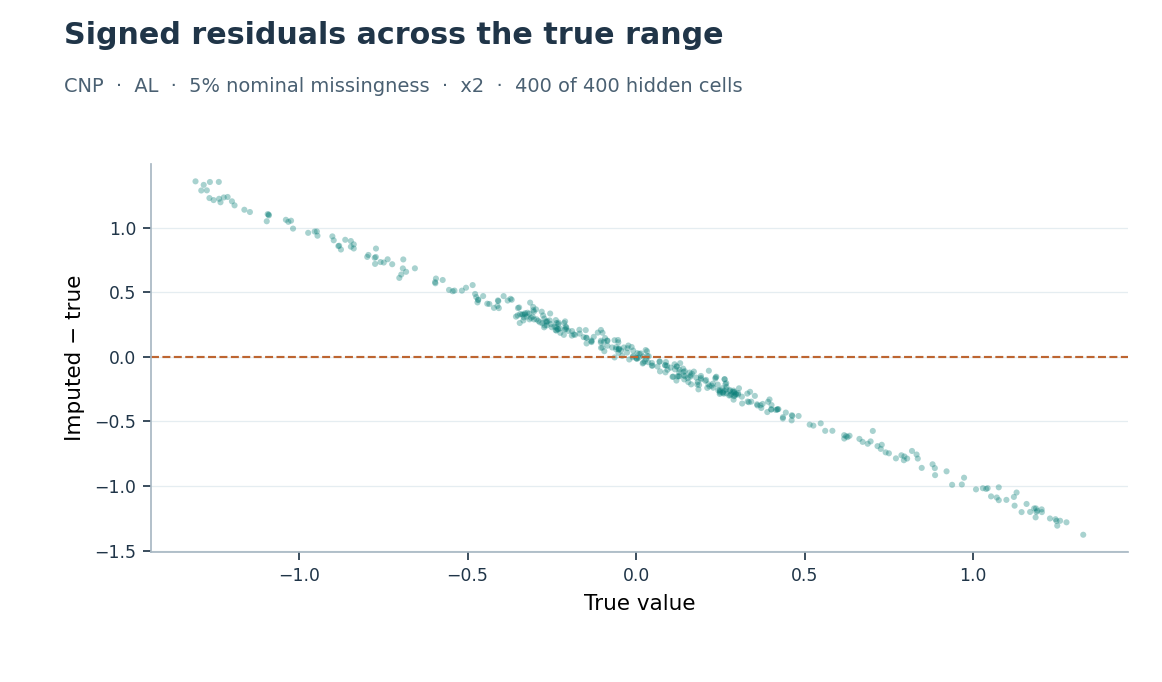 Signed residuals across the true range
CNP · AL · 5% nominal missingness · x2 · 400 of 400 hidden cells
Imputed − true
1.0
0.5
0.0
−0.5
−1.0
−1.5
−1.0
−0.5
0.0
0.5
1.0
True value